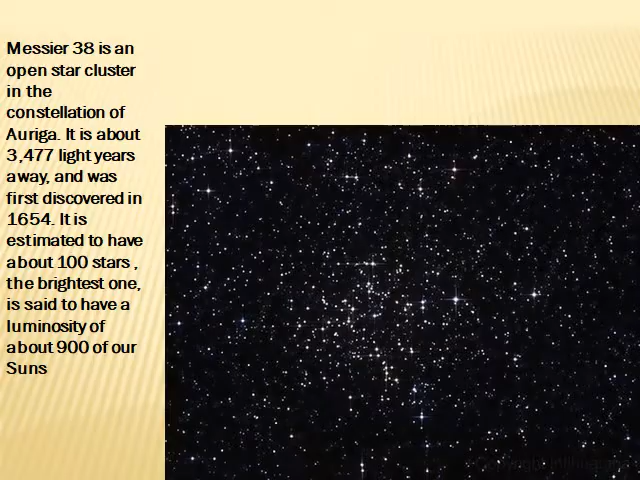 Messier 38 is an
open star cluster
in the
constellation of
Auriga. It is about
3,477 light years
away, and was
first discovered in
1654. It is
estimated to have
about 100 stars ,
the brightest one,
is said to have a
luminosity of
about 900 of our
Suns
Copyright